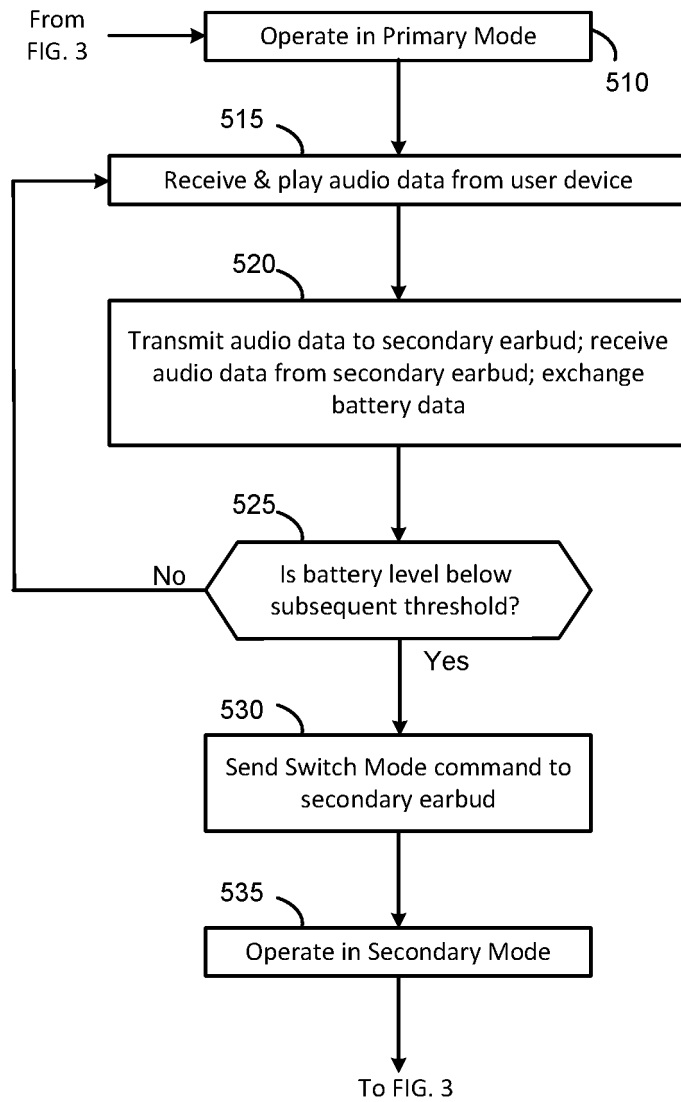 From
FIG. 3
Operate in Primary Mode
510
515
Receive & play audio data from user device
520
Transmit audio data to secondary earbud; receive
audio data from secondary earbud; exchange
battery data
525
No
Is battery level below
subsequent threshold?
Yes
530
Send Switch Mode command to
secondary earbud
535
Operate in Secondary Mode
To FIG. 3